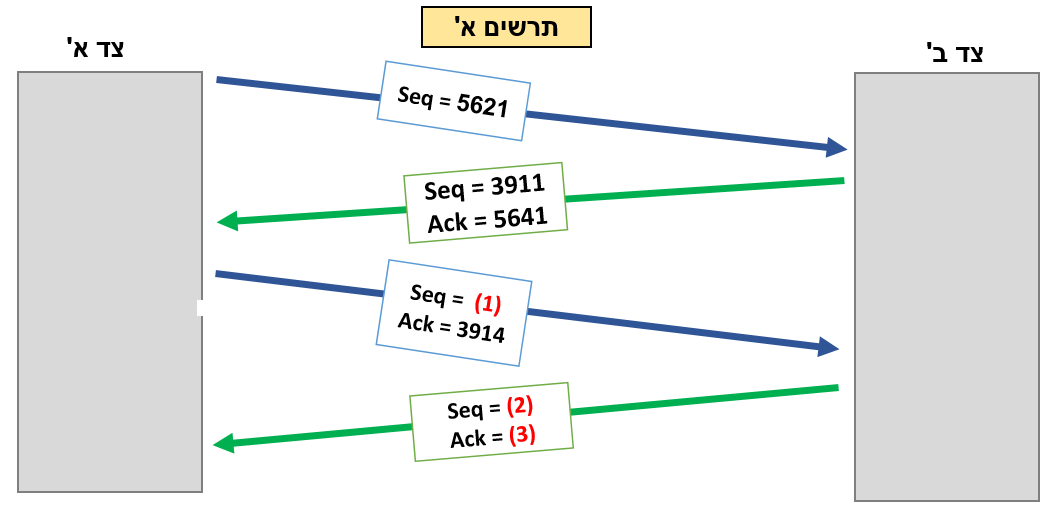 תרשים א'
צד א'
צד ב'
Seq = 5621
Seq = 3911
Ack = 5641
Seq = (1)
Ack = 3914
Seq = (2)
Ack = (3)